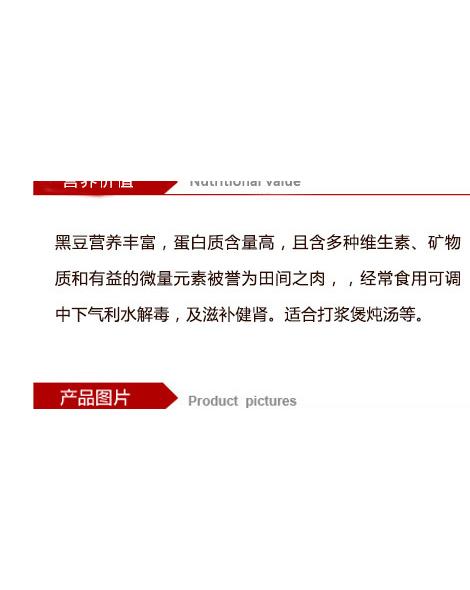 营养价值 Nutritional value
黑豆营养丰富，蛋白质含量高，且含多种维生素、矿物
质和有益的微量元素被誉为田间之肉，，经常食用可调
中下气利水解毒，及滋补健肾。适合打浆煲炖汤等。
产品图片 Product pictures